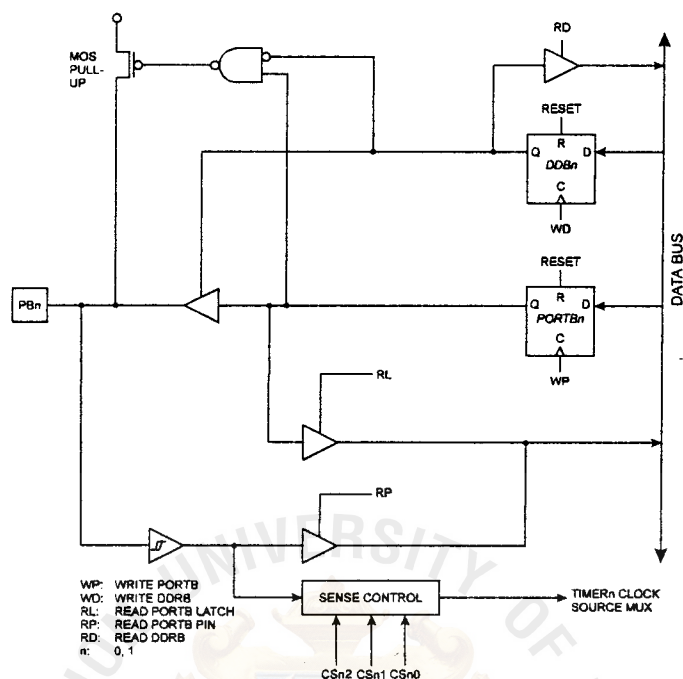 RD
MOS
PULL-
UP
RESET
Q R D
DDBn
C
WD
DATA BUS
RESET
PBn
Q R D
PORTBn
C
WP
RL
RP
WP: WRITE PORTB
WD: WRITE DDRB
RL: READ PORTB LATCH
RP: READ PORTB PIN
RD: READ DDRB
n: 0, 1
SENSE CONTROL
TIMERn CLOCK
SOURCE MUX
CSn2 CSn1 CSn0
UNIVERSITY OF